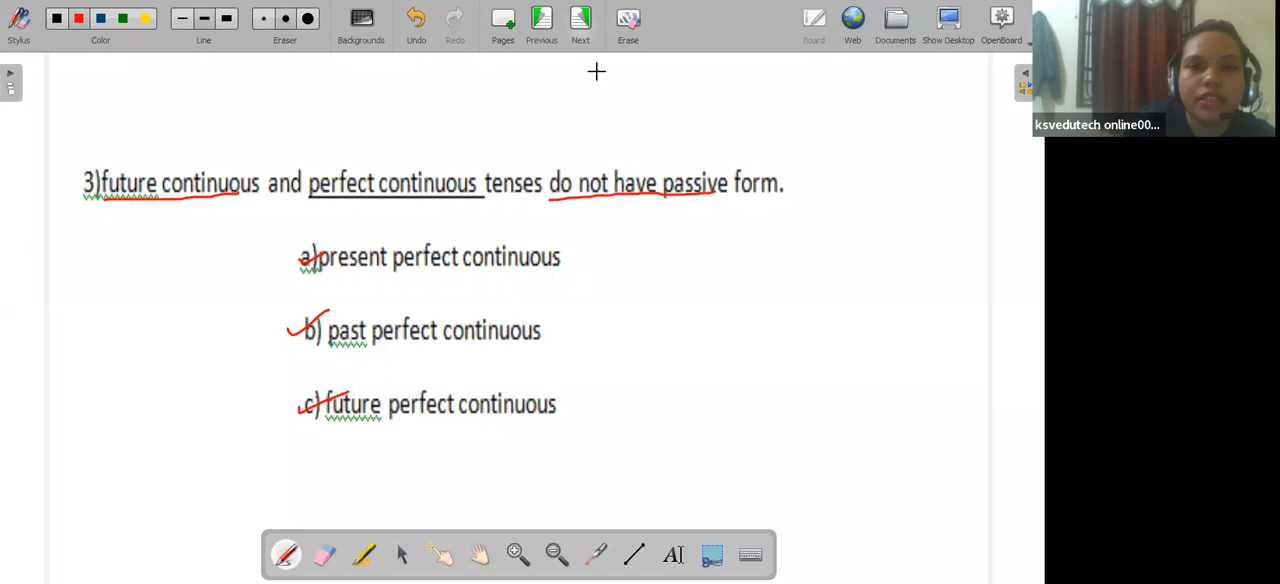 Stylus
Color
Line
Eraser
Backgrounds
Undo
Redo
Pages
Previous
Next
Erase
Board
Web
Documents
Show Desktop
OpenBoard
ksvedutech online00...
3)future continuous and perfect continuous tenses do not have passive form.
a)present perfect continuous
b) past perfect continuous
c) future perfect continuous